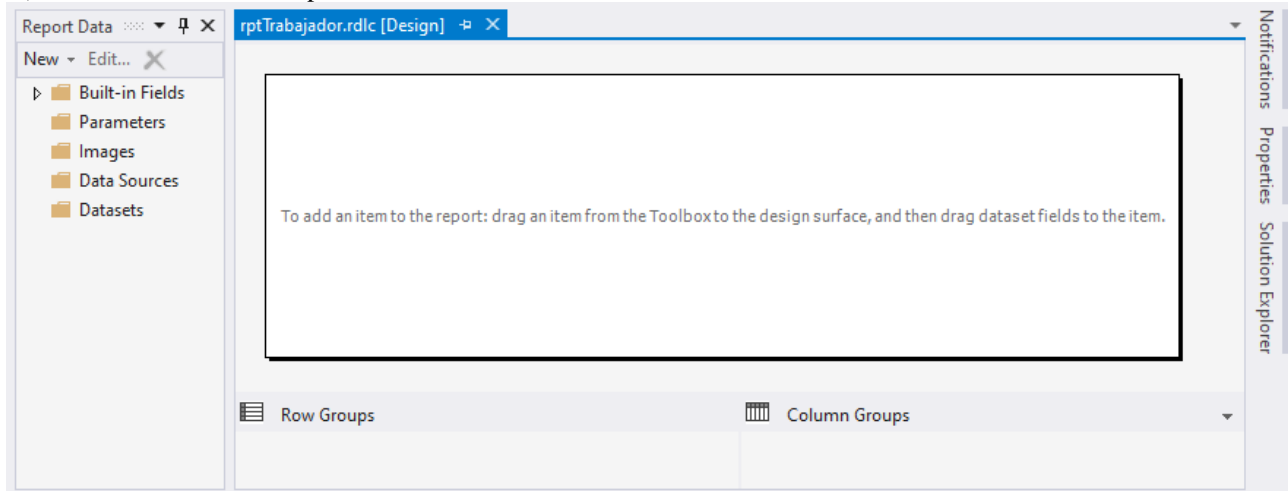 Report Data
New Edit...
Built-in Fields
Parameters
Images
Data Sources
Datasets
rptTrabajador.rdlc [Design]
To add an item to the report: drag an item from the Toolbox to the design surface, and then drag dataset fields to the item.
Row Groups
Column Groups
Notifications
Properties
Solution Explorer